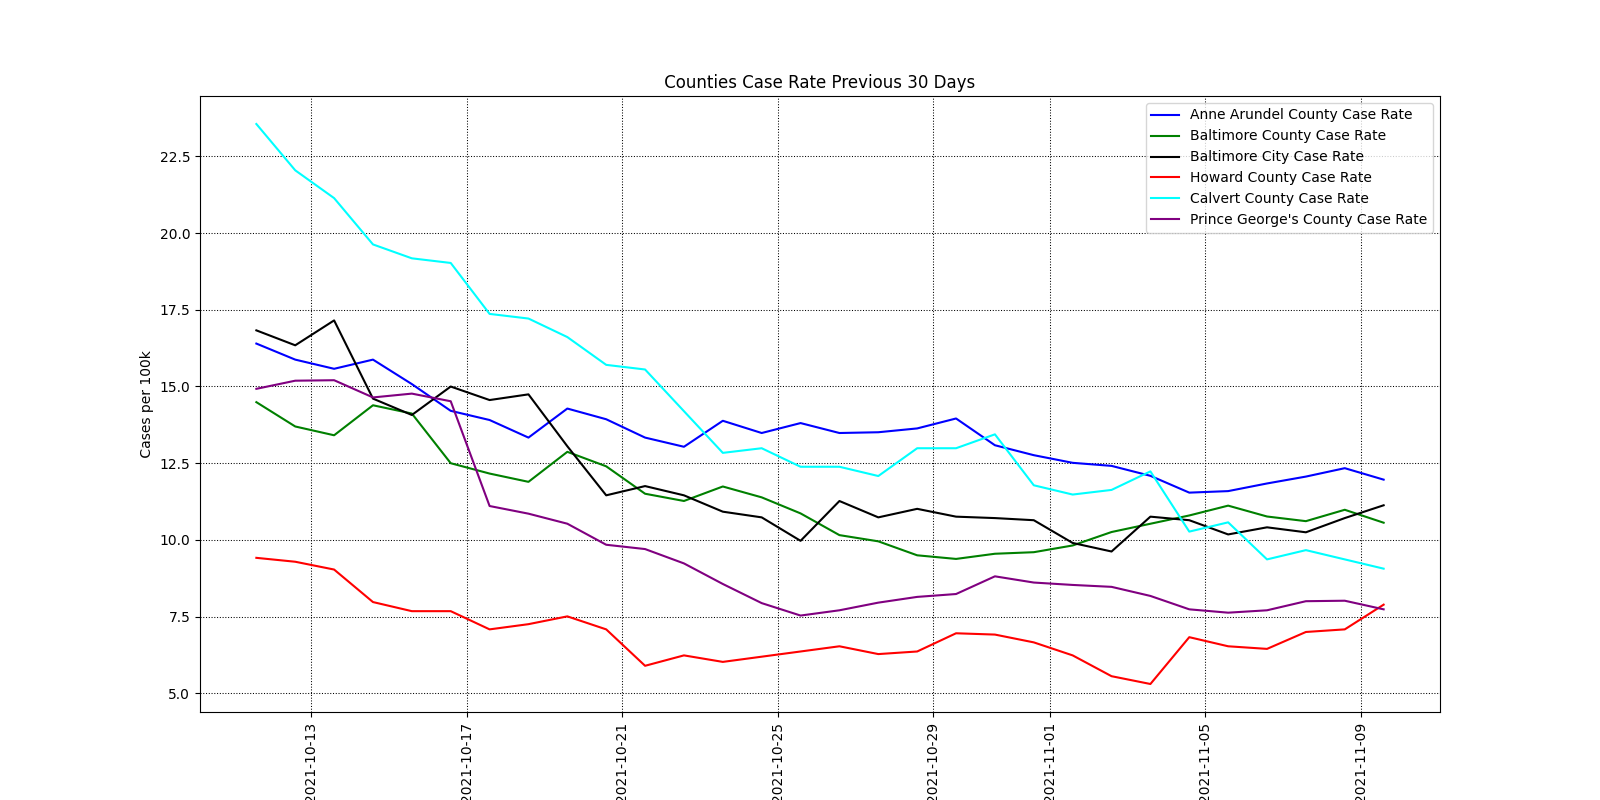 Counties Case Rate Previous 30 Days
Cases per 100k
22.5
20.0
17.5
15.0
12.5
10.0
7.5
5.0
Anne Arundel County Case Rate
Baltimore County Case Rate
Baltimore City Case Rate
Howard County Case Rate
Calvert County Case Rate
Prince George's County Case Rate
2021-10-13
2021-10-17
2021-10-21
2021-10-25
2021-10-29
2021-11-01
2021-11-05
2021-11-09